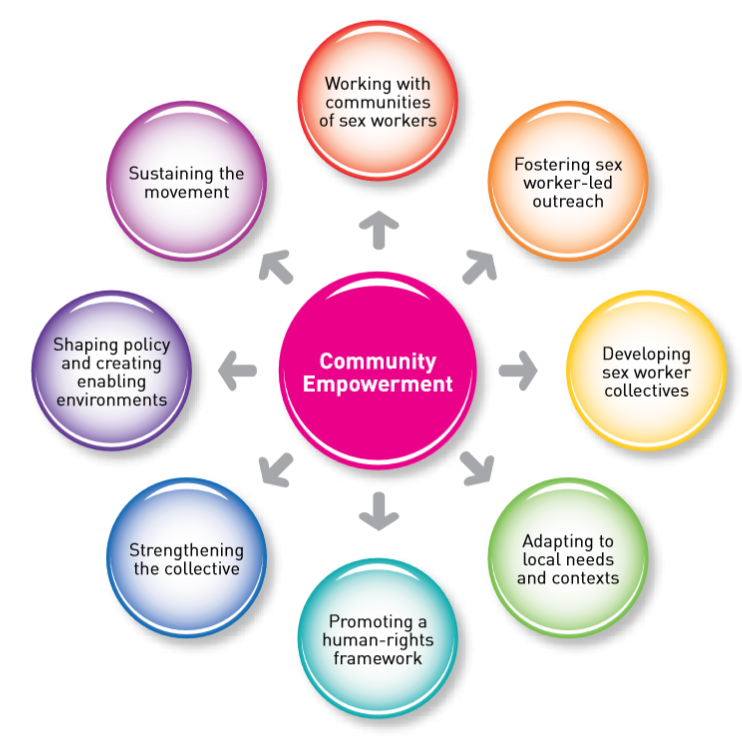 Working with
communities
of sex workers
Fostering sex
worker-led
outreach
Developing
sex worker
collectives
Adapting to
local needs
and contexts
Promoting a
human-rights
framework
Strengthening
the collective
Shaping policy
and creating
enabling
environments
Sustaining the
movement
Community
Empowerment